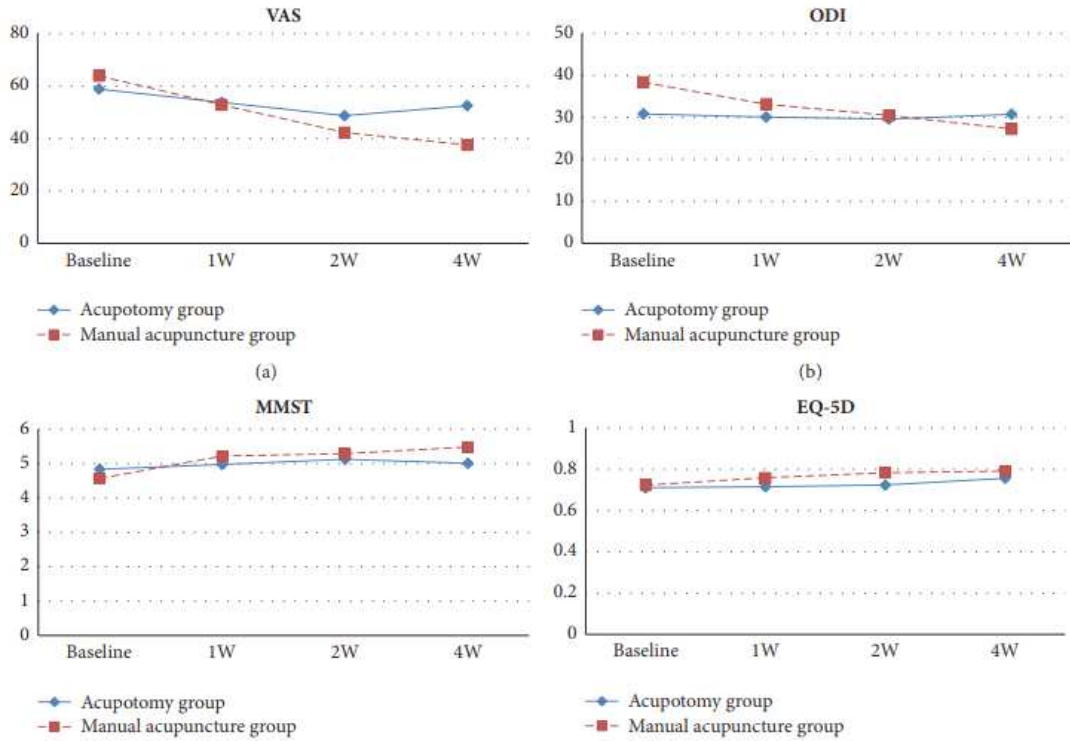 VAS
80
60
40
20
0
Baseline 1W 2W 4W
Acupotomy group
Manual acupuncture group
(a)
ODI
50
40
30
20
10
0
Baseline 1W 2W 4W
Acupotomy group
Manual acupuncture group
(b)
MMST
6
5
4
3
2
1
0
Baseline 1W 2W 4W
Acupotomy group
Manual acupuncture group
EQ-5D
1
0.8
0.6
0.4
0.2
0
Baseline 1W 2W 4W
Acupotomy group
Manual acupuncture group